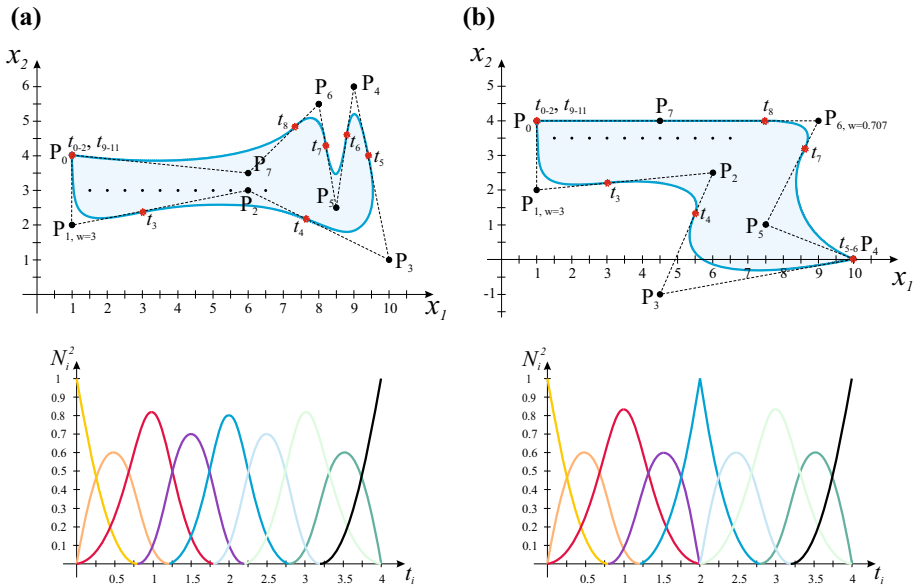 (a)
(b)
x2
6
5
4
3
2
1
1 2 3 4 5 6 7 8 9 10
x1
P0
t0-2, t9-11
P1, w=3
P2
P3
P4
P5
P6
P7
t3
t4
t5
t6
t7
t8
x2
5
4
3
2
1
-1
1 2 3 4 5 6 7 8 9 10
x1
P0
t0-2, t9-11
P1, w=3
P2
P3
t5-6 P4
P5
P6, w=0.707
P7
t3
t4
t7
t8
Ni2
1
0.9
0.8
0.7
0.6
0.5
0.4
0.3
0.2
0.1
0.5 1 1.5 2 2.5 3 3.5 4
ti
Ni2
1
0.9
0.8
0.7
0.6
0.5
0.4
0.3
0.2
0.1
0.5 1 1.5 2 2.5 3 3.5 4
ti